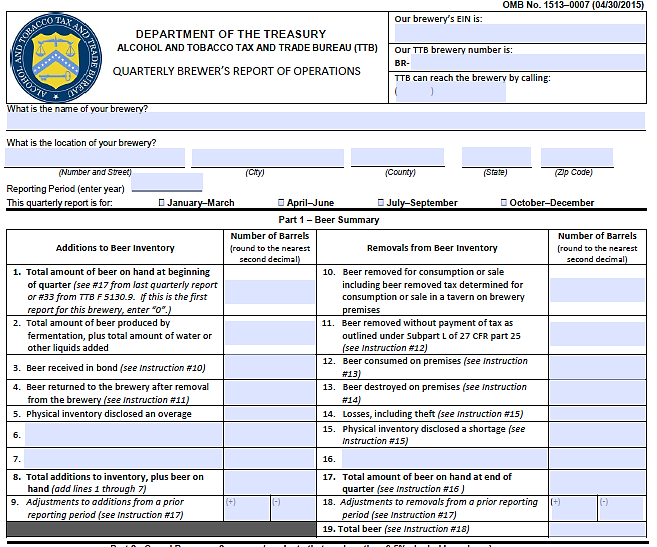 OMB No. 1513–0007 (04/30/2015)
ALCOHOL AND TOBACCO TAX AND TRADE BUREAU
DEPARTMENT OF THE TREASURY
ALCOHOL AND TOBACCO TAX AND TRADE BUREAU (TTB)
QUARTERLY BREWER'S REPORT OF OPERATIONS
Our brewery's EIN is:
Our TTB brewery number is:
BR-
TTB can reach the brewery by calling:
( )
What is the name of your brewery?
What is the location of your brewery?
(Number and Street) (City) (County) (State) (Zip Code)
Reporting Period (enter year)
This quarterly report is for: January–March April–June July–September October–December
Part 1 – Beer Summary
Additions to Beer Inventory
Number of Barrels
(round to the nearest
second decimal)
Removals from Beer Inventory
Number of Barrels
(round to the nearest
second decimal)
1. Total amount of beer on hand at beginning
of quarter (see #17 from last quarterly report
or #33 from TTB F 5130.9. If this is the first
report for this brewery, enter "0".)
10. Beer removed for consumption or sale
including beer removed tax determined for
consumption or sale in a tavern on brewery
premises
2. Total amount of beer produced by
fermentation, plus total amount of water or
other liquids added
11. Beer removed without payment of tax as
outlined under Subpart L of 27 CFR part 25
(see Instruction #12)
3. Beer received in bond (see Instruction #10)
12. Beer consumed on premises (see Instruction
#13)
4. Beer returned to the brewery after removal
from the brewery (see Instruction #11)
13. Beer destroyed on premises (see Instruction
#14)
5. Physical inventory disclosed an overage
14. Losses, including theft (see Instruction #15)
6.
15. Physical inventory disclosed a shortage (see
Instruction #15)
7.
16.
8. Total additions to inventory, plus beer on
hand (add lines 1 through 7)
17. Total amount of beer on hand at end of
quarter (see Instruction #16 )
9. Adjustments to additions from a prior
reporting period (see Instruction #17)
(+) (-)
18. Adjustments to removals from a prior reporting
period (see Instruction #17)
(+) (-)
19. Total beer (see Instruction #18)